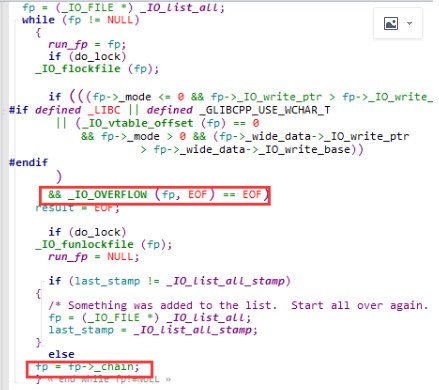 fp = (_IO_FILE *) _IO_list_all;
while (fp != NULL)
{
run_fp = fp;
if (do_lock)
_IO_flockfile (fp);
if (((fp->_mode <= 0 && fp->_IO_write_ptr > fp->_IO_write_
#if defined _LIBC || defined _GLIBCPP_USE_WCHAR_T
|| (_IO_vtable_offset (fp) == 0
&& fp->_mode > 0 && (fp->_wide_data->_IO_write_ptr
> fp->_wide_data->_IO_write_base))
#endif
)
&& _IO_OVERFLOW (fp, EOF) == EOF)
result = EOF;
if (do_lock)
_IO_funlockfile (fp);
run_fp = NULL;
if (last_stamp != _IO_list_all_stamp)
{
/* Something was added to the list. Start all over again.
fp = (_IO_FILE *) _IO_list_all;
last_stamp = _IO_list_all_stamp;
}
else
fp = fp->_chain;
} « end while fp!=NULL »